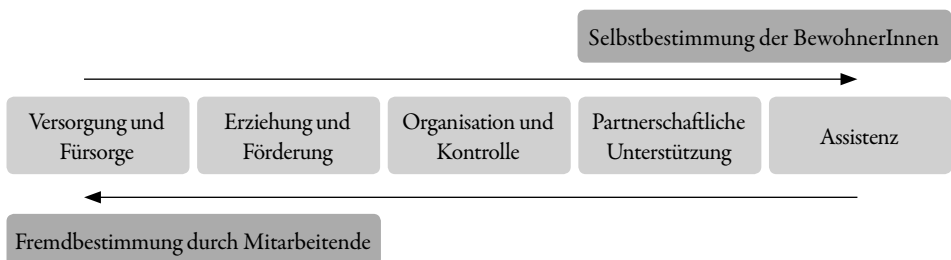 Selbstbestimmung der BewohnerInnen
Versorgung und
Fürsorge
Erziehung und
Förderung
Organisation und
Kontrolle
Partnerschaftliche
Unterstützung
Assistenz
Fremdbestimmung durch Mitarbeitende